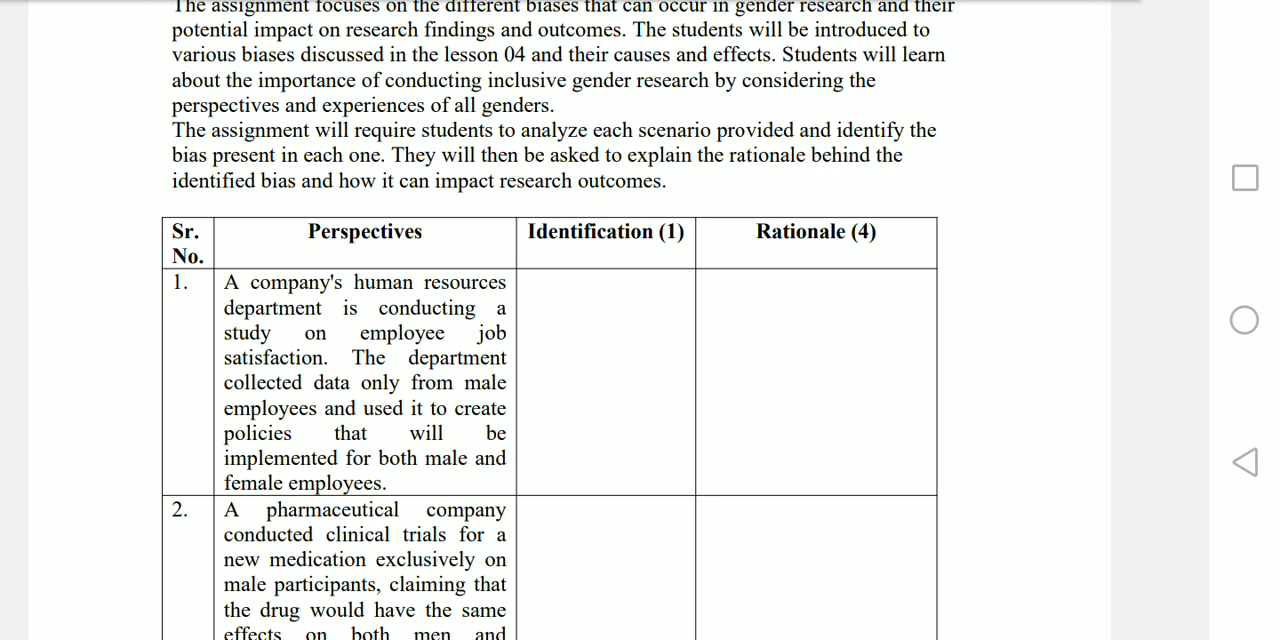 The assignment focuses on the different biases that can occur in gender research and their
potential impact on research findings and outcomes. The students will be introduced to
various biases discussed in the lesson 04 and their causes and effects. Students will learn
about the importance of conducting inclusive gender research by considering the
perspectives and experiences of all genders.
The assignment will require students to analyze each scenario provided and identify the
bias present in each one. They will then be asked to explain the rationale behind the
identified bias and how it can impact research outcomes.
Sr. No.
Perspectives
Identification (1)
Rationale (4)
1.
A company's human resources
department is conducting a
study on employee job
satisfaction. The department
collected data only from male
employees and used it to create
policies that will be
implemented for both male and
female employees.
2.
A pharmaceutical company
conducted clinical trials for a
new medication exclusively on
male participants, claiming that
the drug would have the same
effects on both men and